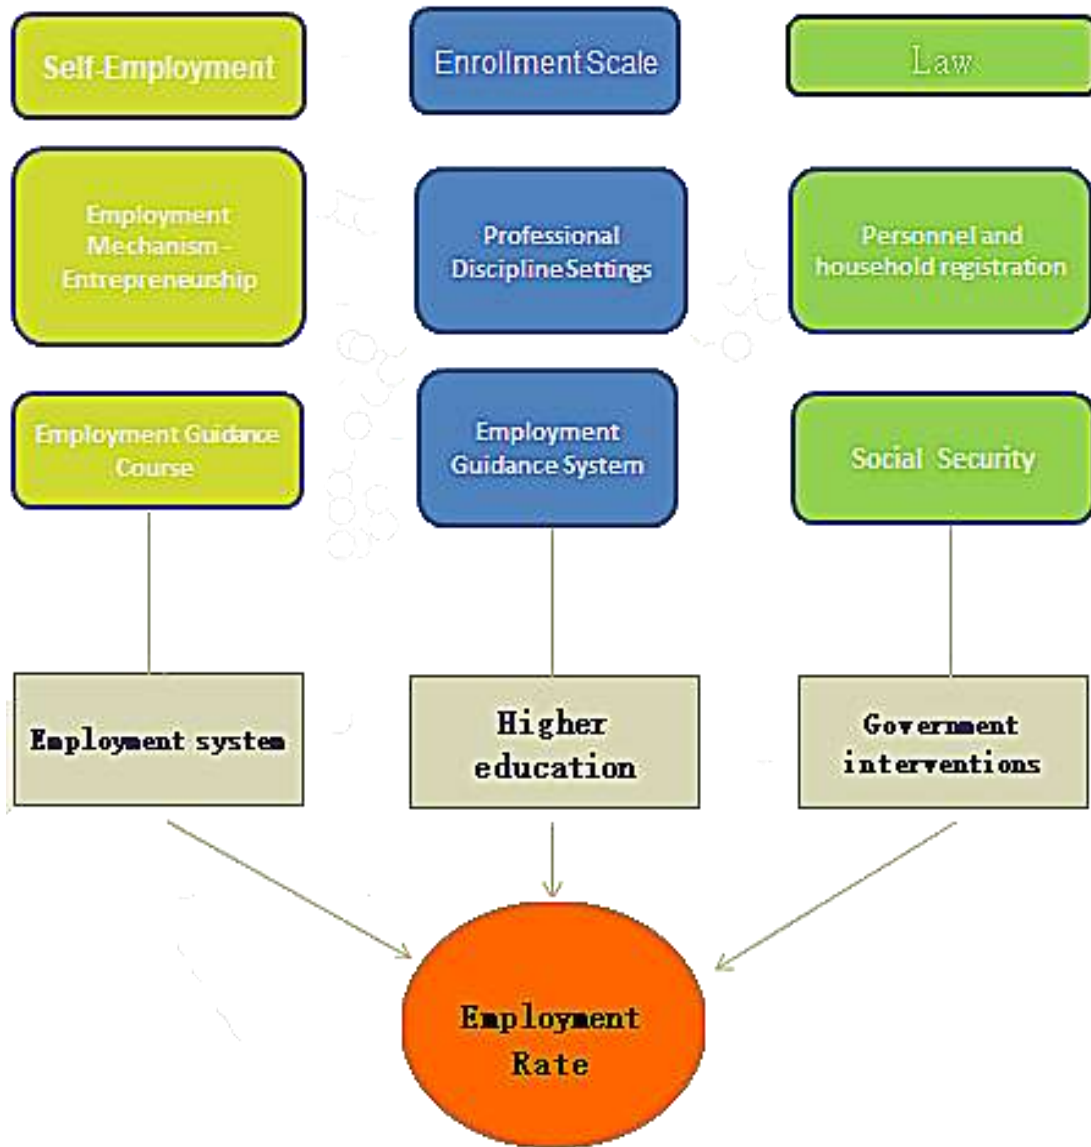 Self-Employment
Enrollment Scale
Law
Employment
Mechanism -
Entrepreneurship
Professional
Discipline Settings
Personnel and
household registration
Employment Guidance
Course
Employment
Guidance System
Social Security
Employment system
Higher
education
Government
interventions
Employment
Rate